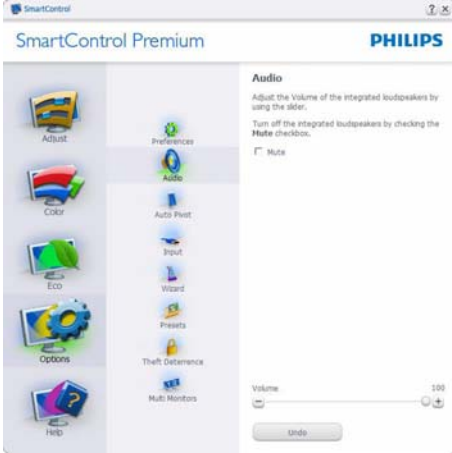 SmartControl
? ×
SmartControl Premium
PHILIPS
Adjust
Color
Eco
Options
Help
Preferences
Audio
Auto Pivot
Input
Wizard
Presets
Theft Deterrence
Multi Monitors
Audio
Adjust the Volume of the integrated loudspeakers by
using the slider.
Turn off the integrated loudspeakers by checking the
Mute checkbox.
Mute
Volume 100
Undo